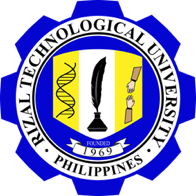 RIZAL TECHNOLOGICAL UNIVERSITY
FOUNDED
1969
• PHILIPPINES •